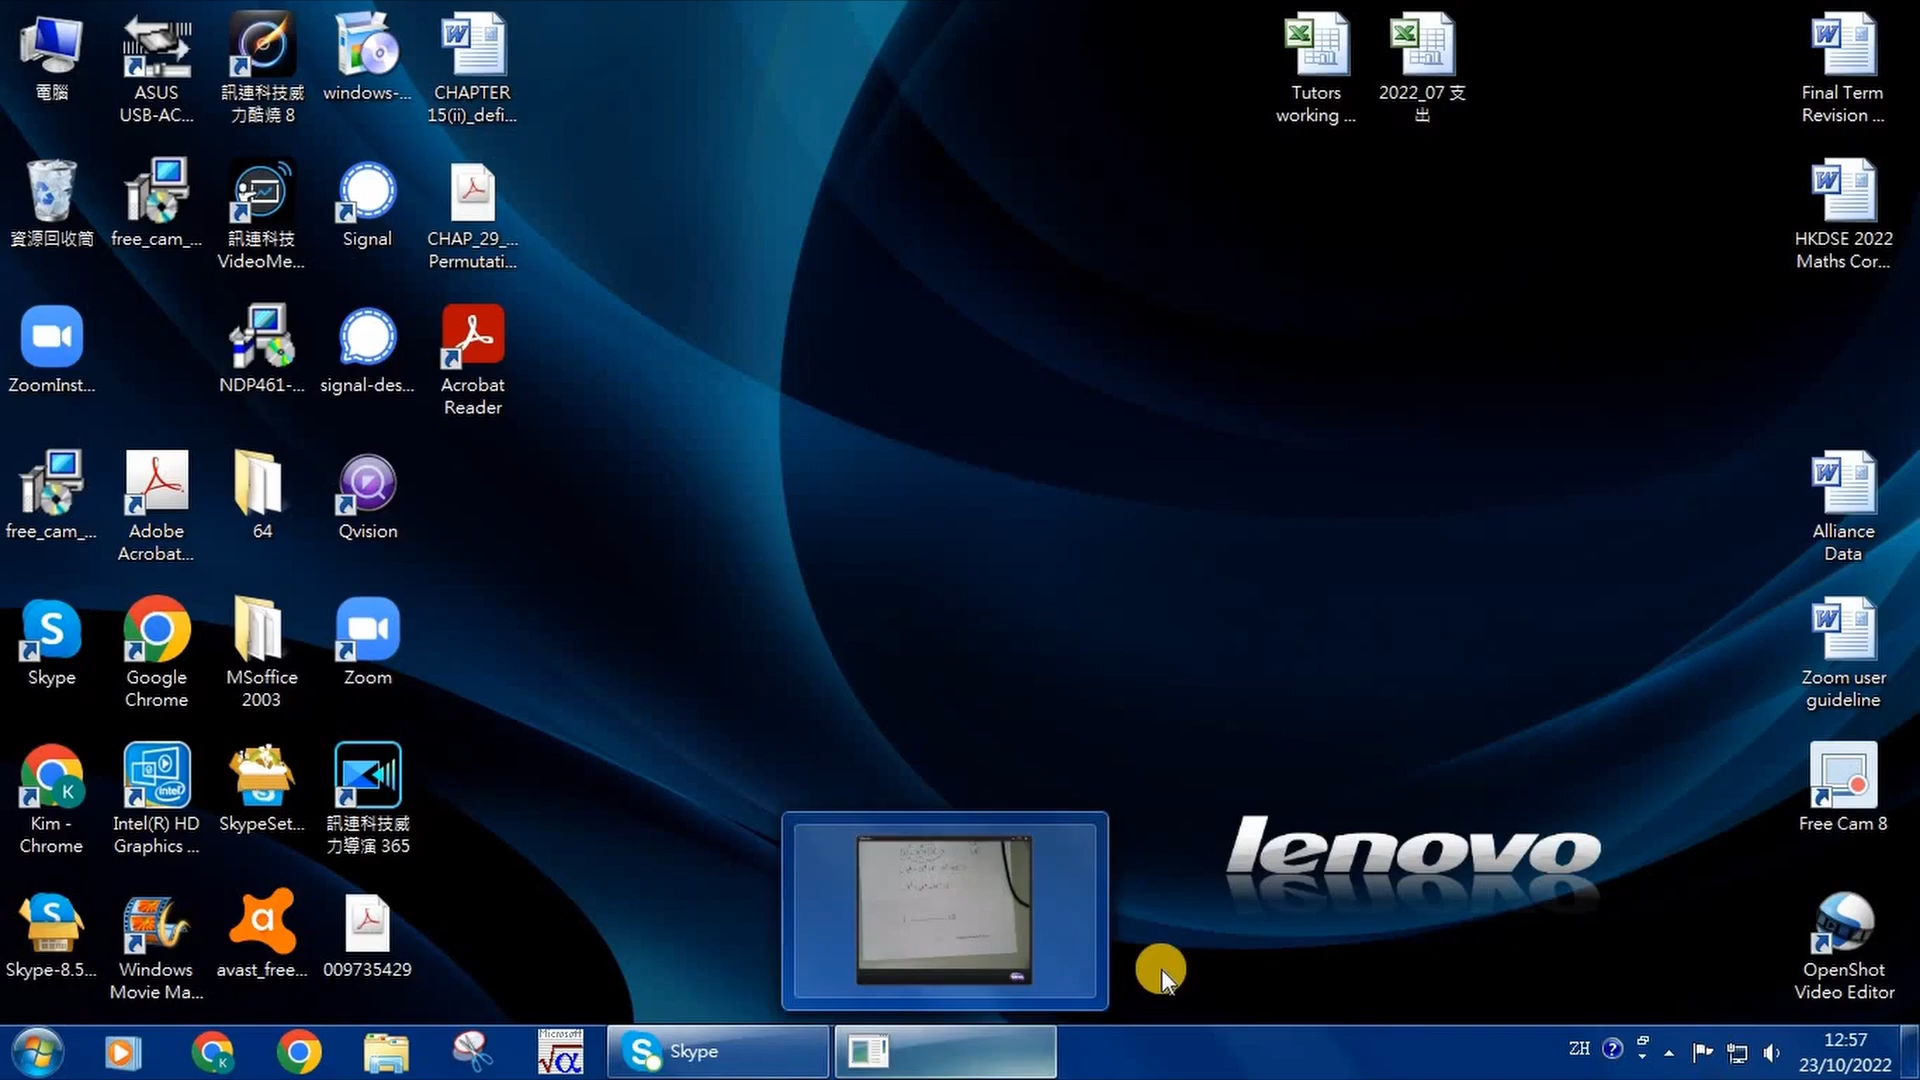 電腦
ASUS
USB-AC...
訊連科技威
力酷燒 8
windows-...
CHAPTER
15(ii)_defi...
Tutors
working ...
2022_07 支
出
Final Term
Revision ...
資源回收筒
free_cam_...
訊連科技
VideoMe...
Signal
CHAP_29_...
Permutati...
HKDSE 2022
Maths Cor...
ZoomInst...
NDP461-...
signal-des...
Acrobat
Reader
free_cam_...
Adobe
Acrobat...
64
Qvision
Alliance
Data
Skype
Google
Chrome
MSoffice
2003
Zoom
Zoom user
guideline
Kim -
Chrome
Intel(R) HD
Graphics ...
SkypeSet...
訊連科技威
力導演 365
Free Cam 8
lenovo
Skype-8.5...
Windows
Movie Ma...
avast_free...
009735429
OpenShot
Video Editor
Microsoft
√α
Skype
ZH
12:57
23/10/2022